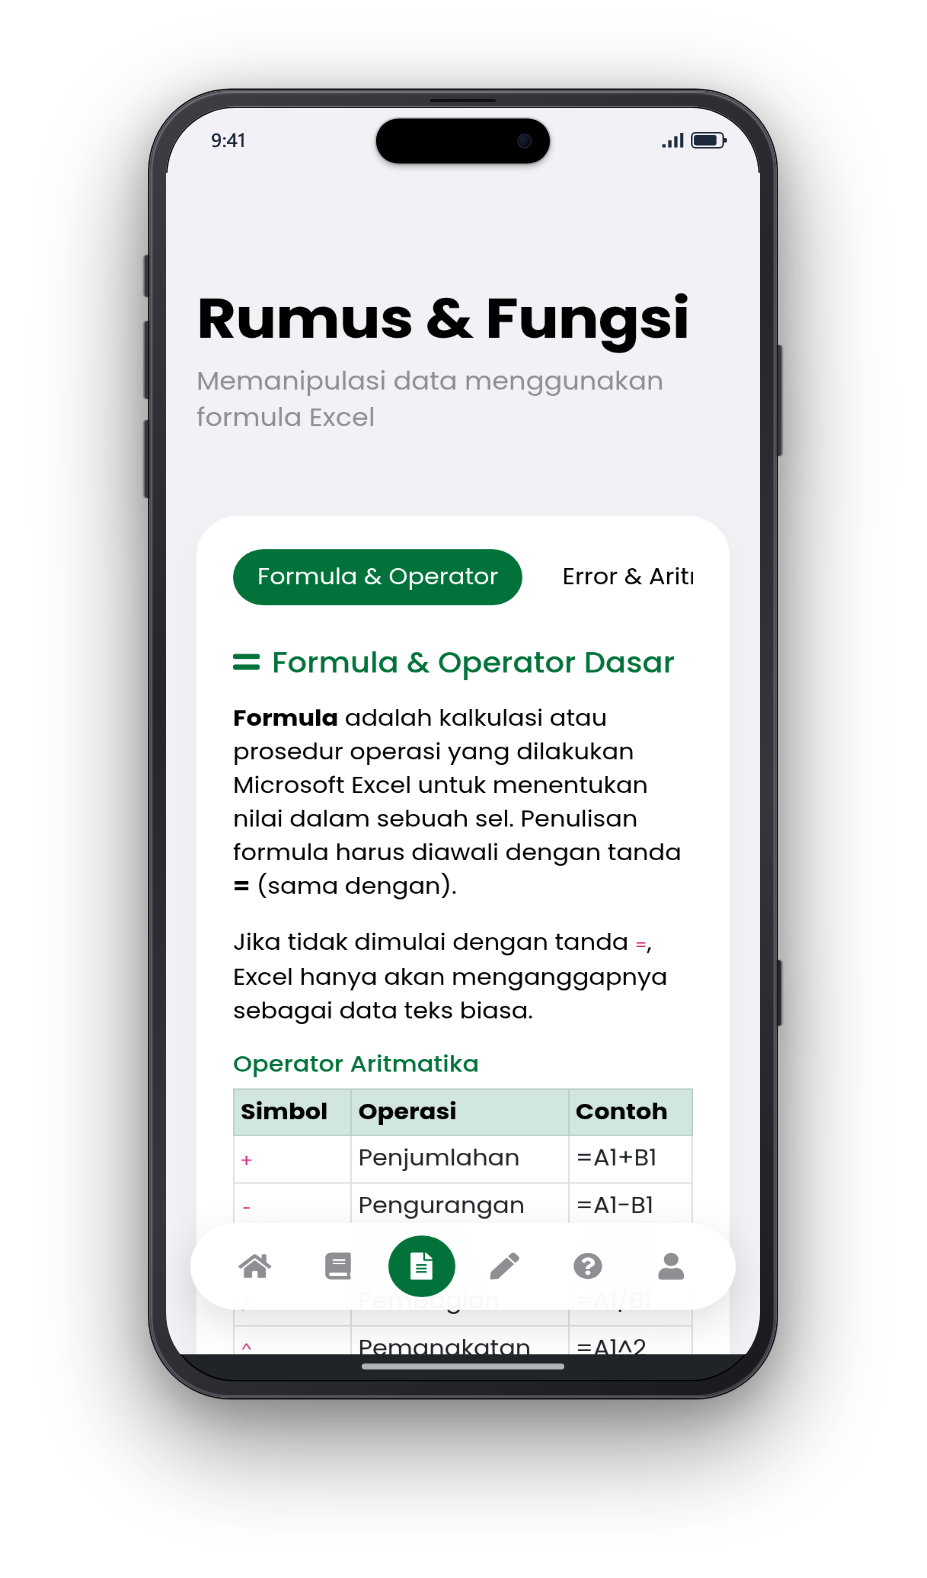 9:41
Rumus & Fungsi
Memanipulasi data menggunakan
formula Excel
Formula & Operator
Error & Arit
= Formula & Operator Dasar
Formula adalah kalkulasi atau
prosedur operasi yang dilakukan
Microsoft Excel untuk menentukan
nilai dalam sebuah sel. Penulisan
formula harus diawali dengan tanda
= (sama dengan).
Jika tidak dimulai dengan tanda =,
Excel hanya akan menganggapnya
sebagai data teks biasa.
Operator Aritmatika
Simbol Operasi Contoh
+ Penjumlahan =A1+B1
- Pengurangan =A1-B1
/ Pembagian =A1/B1
^ Pemangkatan =A1^2